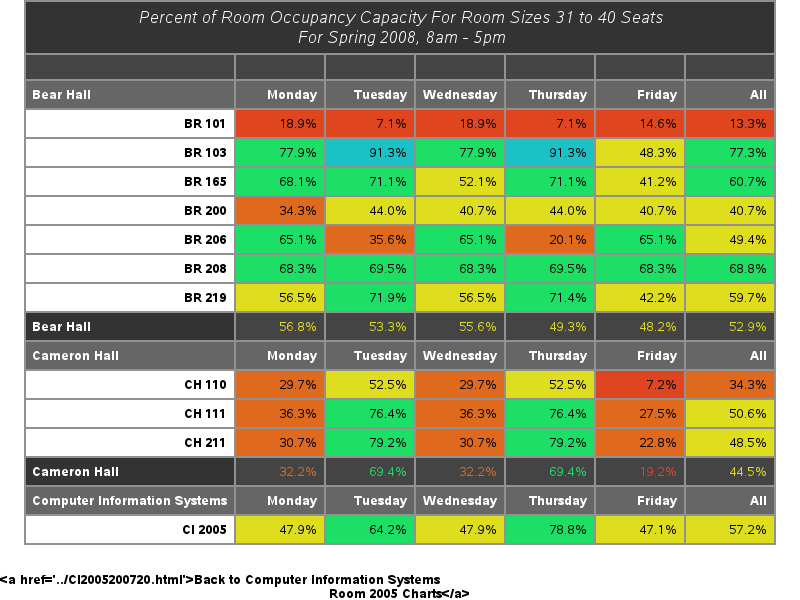 Percent of Room Occupancy Capacity For Room Sizes 31 to 40 Seats
For Spring 2008, 8am - 5pm
Bear Hall Monday Tuesday Wednesday Thursday Friday All
BR 101 18.9% 7.1% 18.9% 7.1% 14.6% 13.3%
BR 103 77.9% 91.3% 77.9% 91.3% 48.3% 77.3%
BR 165 68.1% 71.1% 52.1% 71.1% 41.2% 60.7%
BR 200 34.3% 44.0% 40.7% 44.0% 40.7% 40.7%
BR 206 65.1% 35.6% 65.1% 20.1% 65.1% 49.4%
BR 208 68.3% 69.5% 68.3% 69.5% 68.3% 68.8%
BR 219 56.5% 71.9% 56.5% 71.4% 42.2% 59.7%
Bear Hall 56.8% 53.3% 55.6% 49.3% 48.2% 52.9%
Cameron Hall Monday Tuesday Wednesday Thursday Friday All
CH 110 29.7% 52.5% 29.7% 52.5% 7.2% 34.3%
CH 111 36.3% 76.4% 36.3% 76.4% 27.5% 50.6%
CH 211 30.7% 79.2% 30.7% 79.2% 22.8% 48.5%
Cameron Hall 32.2% 69.4% 32.2% 69.4% 19.2% 44.5%
Computer Information Systems Monday Tuesday Wednesday Thursday Friday All
CI 2005 47.9% 64.2% 47.9% 78.8% 47.1% 57.2%
<a href='../CI2005200720.html'>Back to Computer Information Systems
Room 2005 Charts</a>